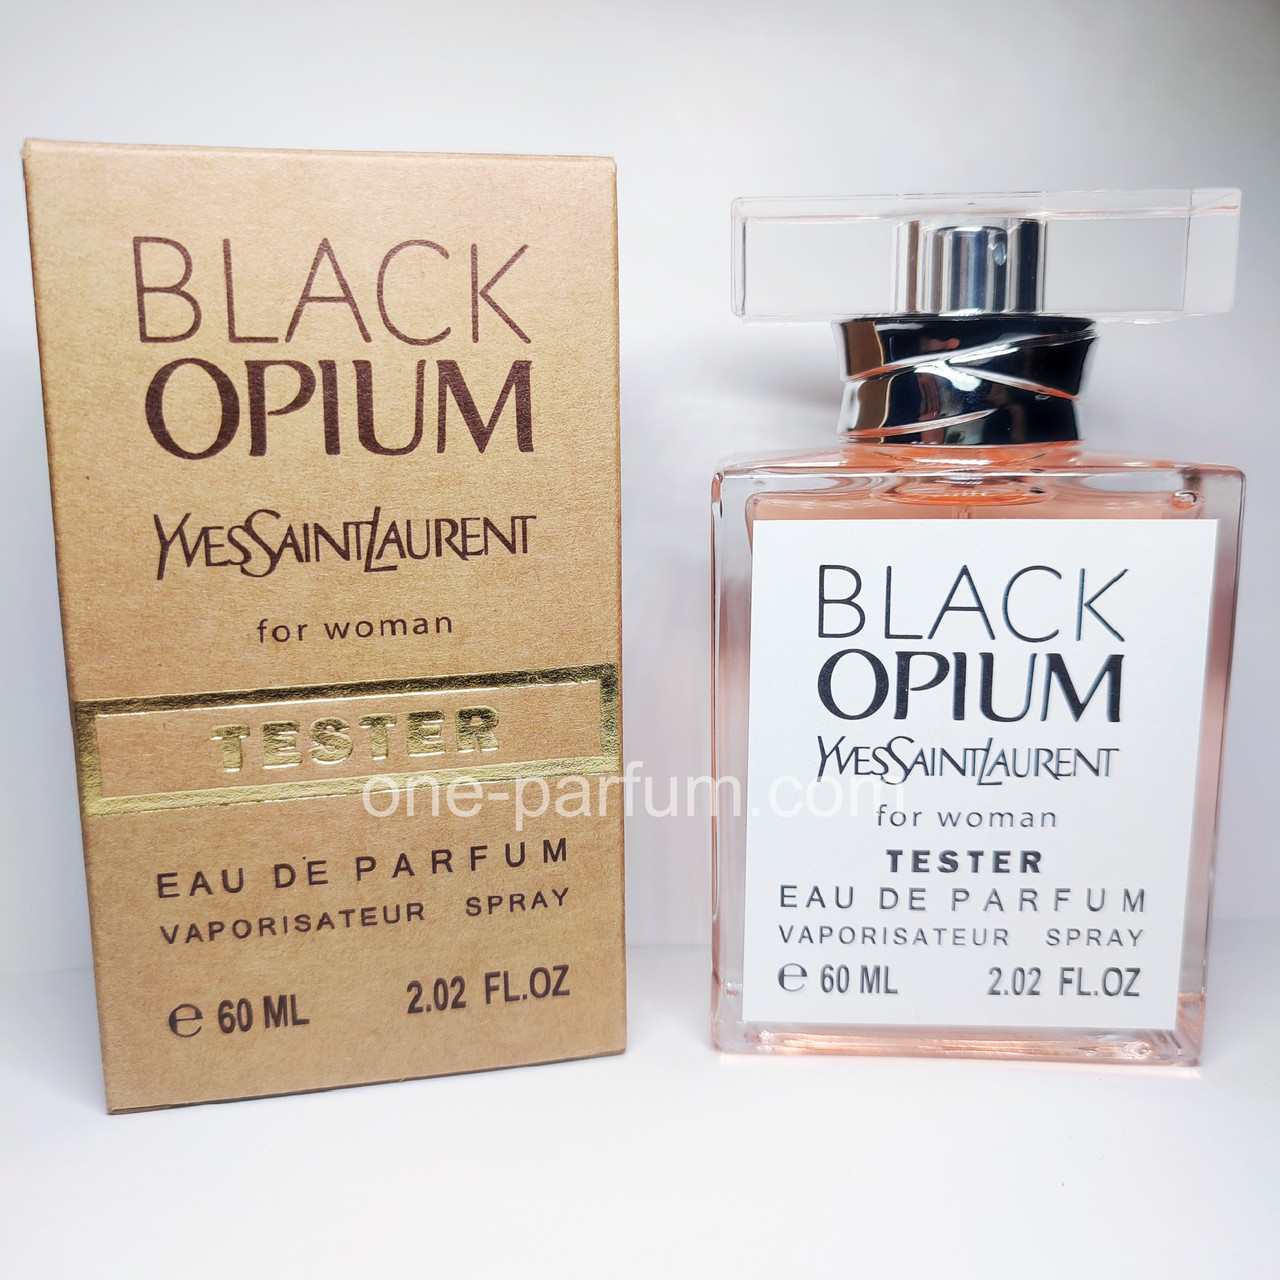 BLACK
OPIUM
YVESSAINTLAURENT
for woman
TESTER
EAU DE PARFUM
VAPORISATEUR SPRAY
e 60 ML 2.02 FL.OZ
BLACK
OPIUM
YVESSAINTLAURENT
for woman
TESTER
EAU DE PARFUM
VAPORISATEUR SPRAY
e 60 ML 2.02 FL.OZ
one-parfum.com